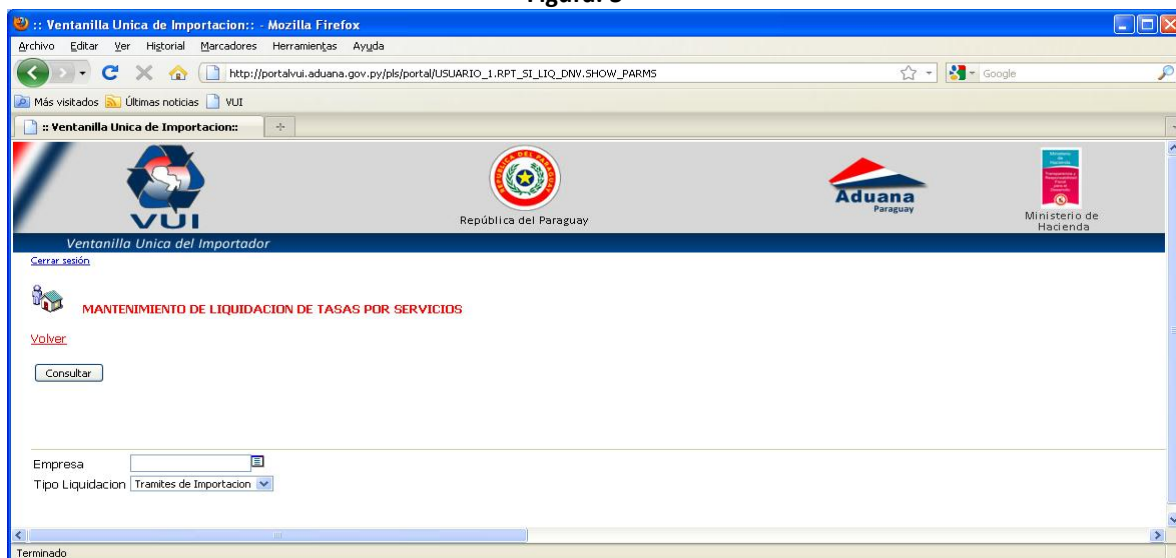 :: Ventanilla Unica de Importacion:: - Mozilla Firefox
Archivo Editar Ver Historial Marcadores Herramientas Ayuda
http://portalvui.aduana.gov.py/pls/portal/USUARIO_1.RPT_SI_LIQ_DNV.SHOW_PARMS
Google
Más visitados Últimas noticias VUI
:: Ventanilla Unica de Importacion::
REPUBLICA DEL PARAGUAY
VUI
República del Paraguay
Aduana
Paraguay
Ministerio de
Hacienda
Ventanilla Unica del Importador
Cerrar sesión
MANTENIMIENTO DE LIQUIDACION DE TASAS POR SERVICIOS
Volver
Consultar
Empresa
Tipo Liquidacion Tramites de Importacion
Terminado